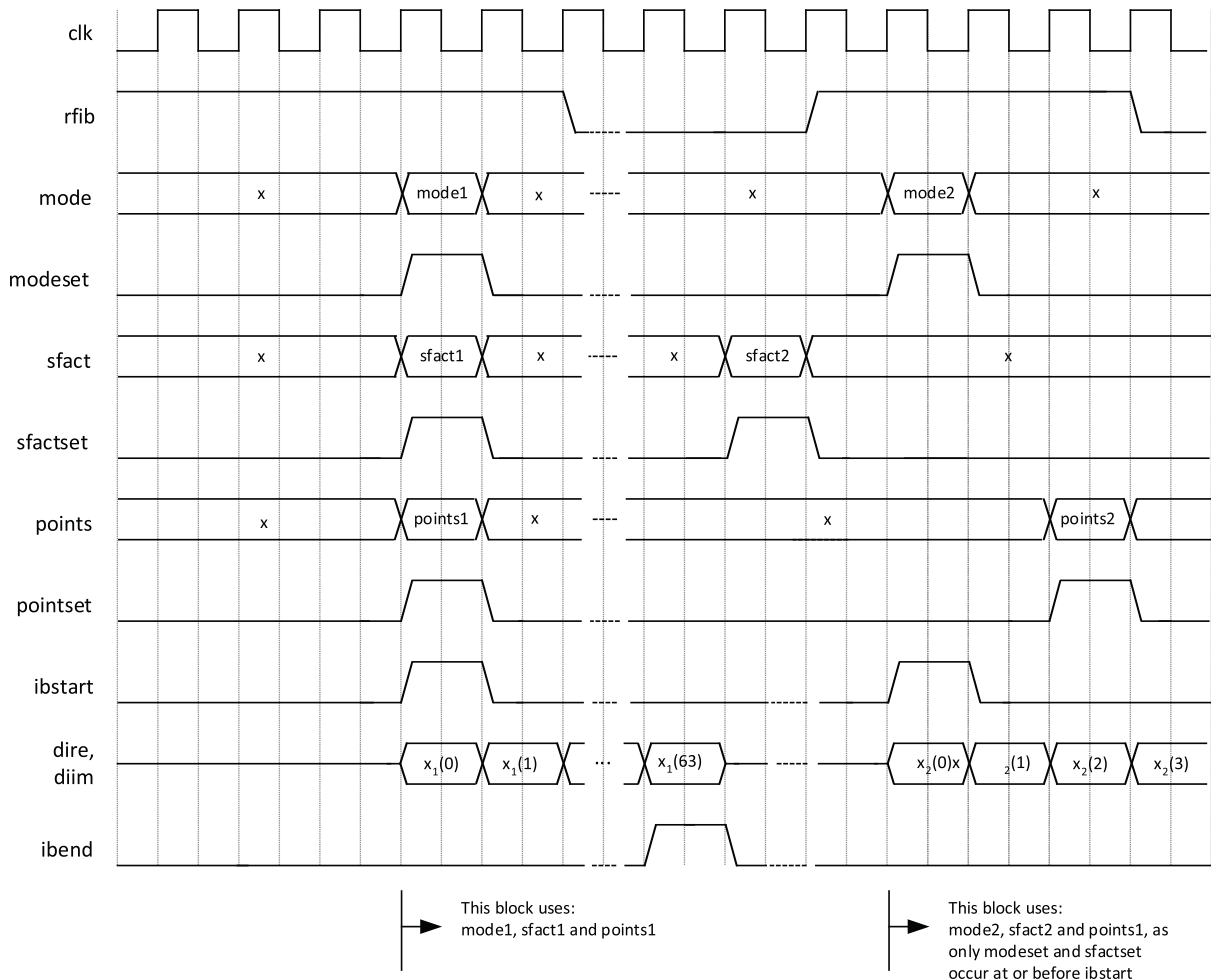 clk
rfib
mode x mode1 x x mode2 x
modeset
sfact x sfact1 x x sfact2 x
sfactset
points x points1 x x points2
pointset
ibstart
dire,
diim x₁(0) x₁(1) ... x₁(63) x₂(0)x ₂(1) x₂(2) x₂(3)
ibend
This block uses:
mode1, sfact1 and points1
This block uses:
mode2, sfact2 and points1, as
only modeset and sfactset
occur at or before ibstart